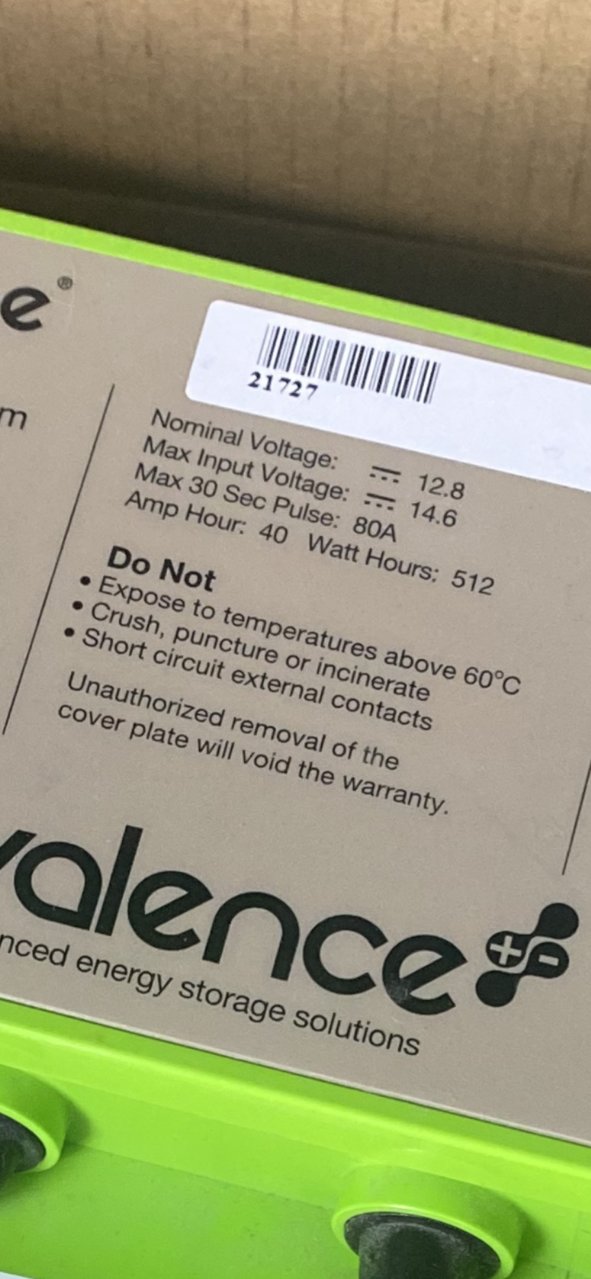 e®
21727
m
Nominal Voltage: ⎓ 12.8
Max Input Voltage: ⎓ 14.6
Max 30 Sec Pulse: 80A
Amp Hour: 40 Watt Hours: 512
Do Not
• Expose to temperatures above 60°C
• Crush, puncture or incinerate
• Short circuit external contacts
Unauthorized removal of the
cover plate will void the warranty.
valence
nced energy storage solutions